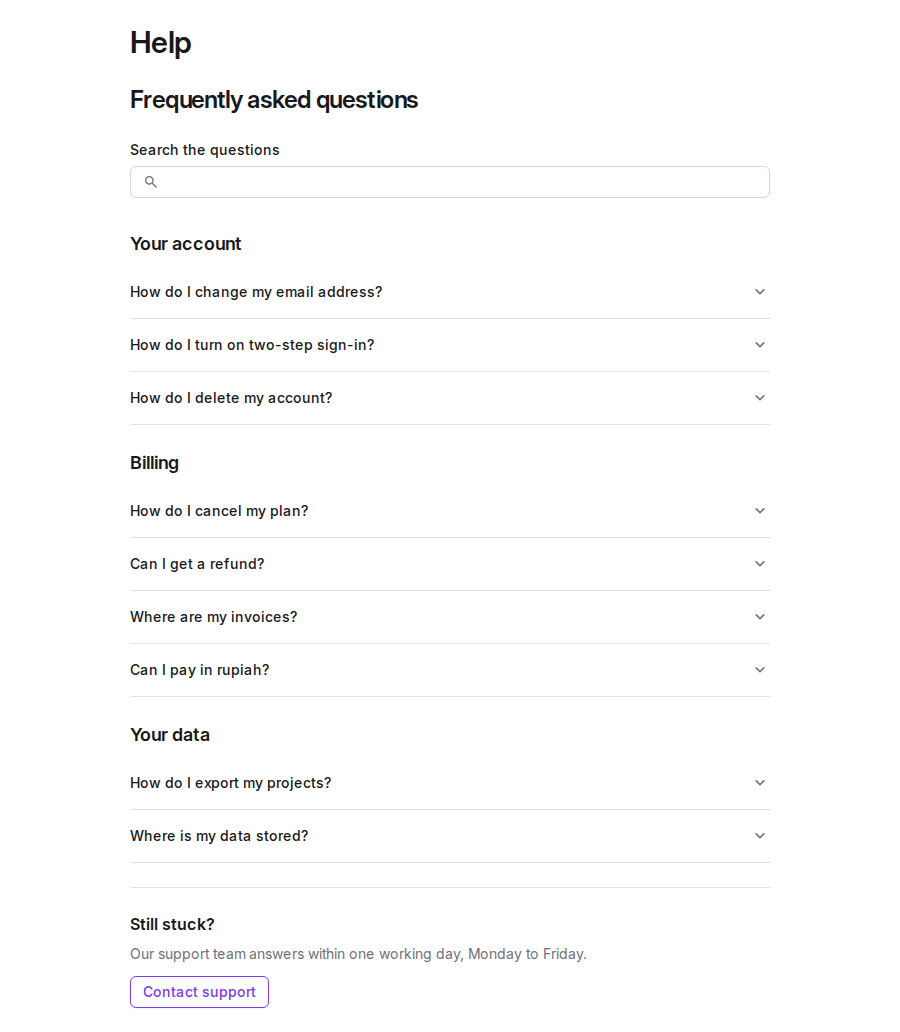 Help
Frequently asked questions
Search the questions
Your account
How do I change my email address?
How do I turn on two-step sign-in?
How do I delete my account?
Billing
How do I cancel my plan?
Can I get a refund?
Where are my invoices?
Can I pay in rupiah?
Your data
How do I export my projects?
Where is my data stored?
Still stuck?
Our support team answers within one working day, Monday to Friday.
Contact support